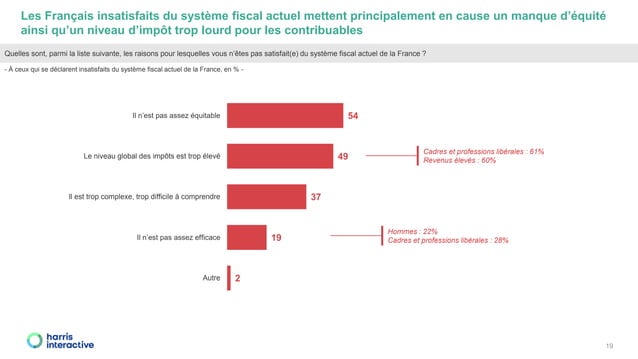 Les Français insatisfaits du système fiscal actuel mettent principalement en cause un manque d'équité
ainsi qu'un niveau d'impôt trop lourd pour les contribuables
Quelles sont, parmi la liste suivante, les raisons pour lesquelles vous n'êtes pas satisfait(e) du système fiscal actuel de la France ?
- À ceux qui se déclarent insatisfaits du système fiscal actuel de la France, en % -
Il n'est pas assez équitable 54
Le niveau global des impôts est trop élevé 49
Cadres et professions libérales : 61%
Revenus élevés : 60%
Il est trop complexe, trop difficile à comprendre 37
Il n'est pas assez efficace 19
Hommes : 22%
Cadres et professions libérales : 28%
Autre 2
harris
interactive
19